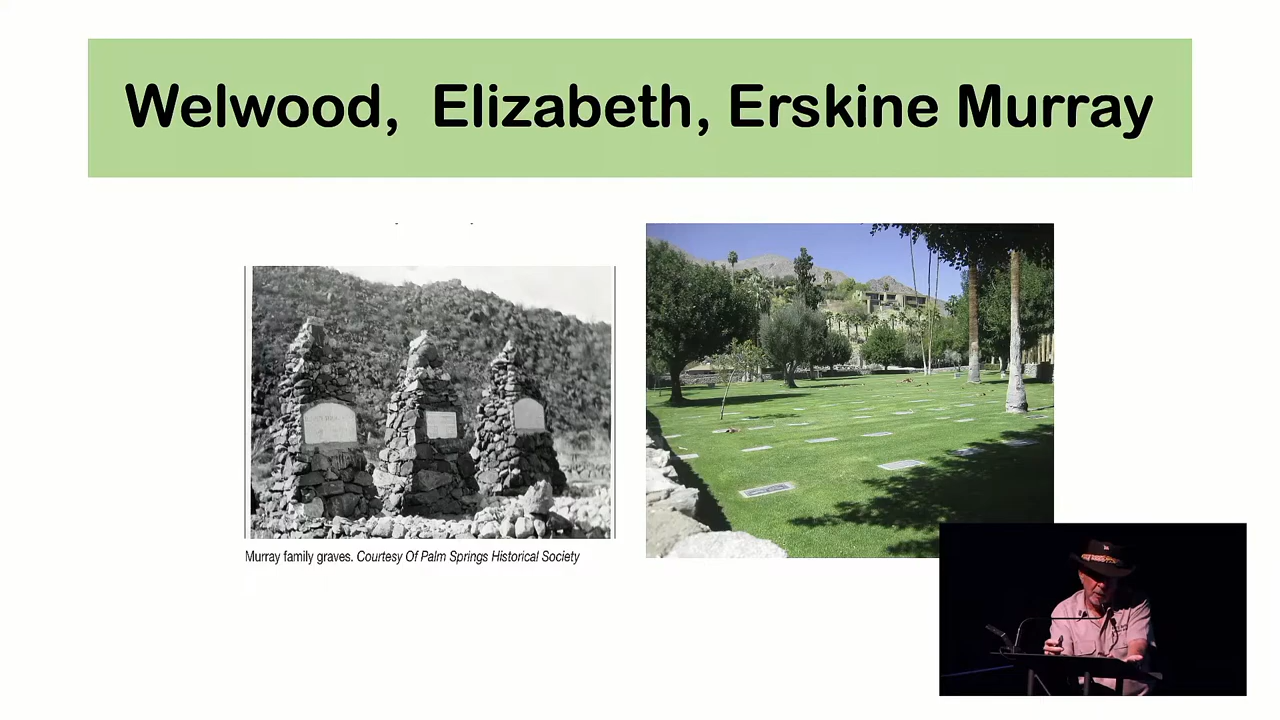 Welwood,  Elizabeth, Erskine Murray
Murray family graves. Courtesy Of Palm Springs Historical Society